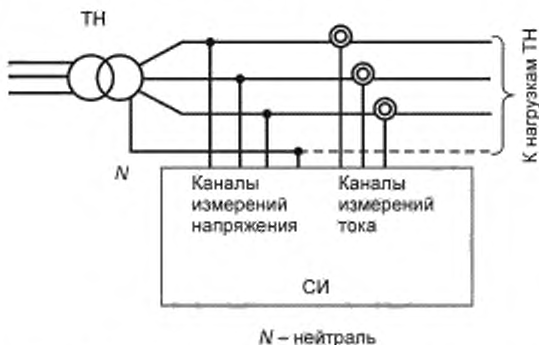 ТН
К нагрузкам ТН
N
Каналы
измерений
напряжения
Каналы
измерений
тока
СИ
N – нейтраль